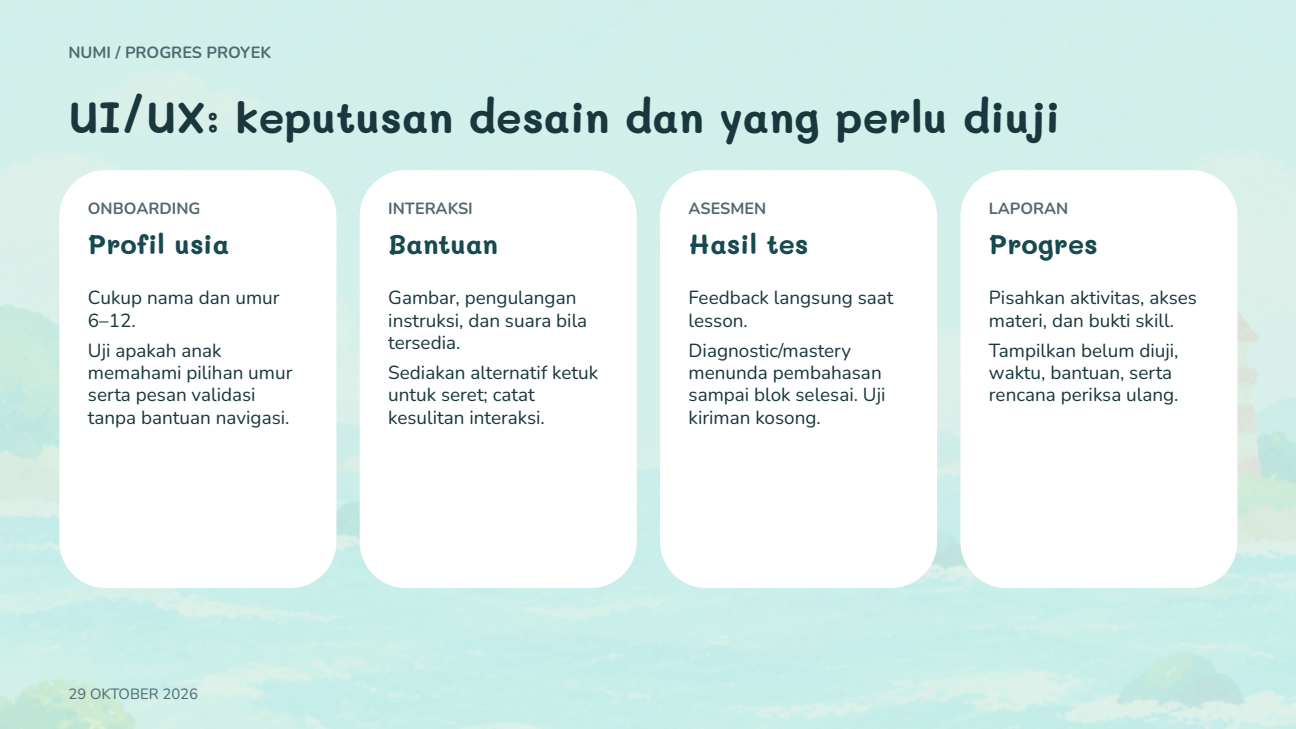 NUMI / PROGRES PROYEK
UI/UX: keputusan desain dan yang perlu diuji
ONBOARDING
Profil usia
Cukup nama dan umur
6–12.
Uji apakah anak
memahami pilihan umur
serta pesan validasi
tanpa bantuan navigasi.
INTERAKSI
Bantuan
Gambar, pengulangan
instruksi, dan suara bila
tersedia.
Sediakan alternatif ketuk
untuk seret; catat
kesulitan interaksi.
ASESMEN
Hasil tes
Feedback langsung saat
lesson.
Diagnostic/mastery
menunda pembahasan
sampai blok selesai. Uji
kiriman kosong.
LAPORAN
Progres
Pisahkan aktivitas, akses
materi, dan bukti skill.
Tampilkan belum diuji,
waktu, bantuan, serta
rencana periksa ulang.
29 OKTOBER 2026